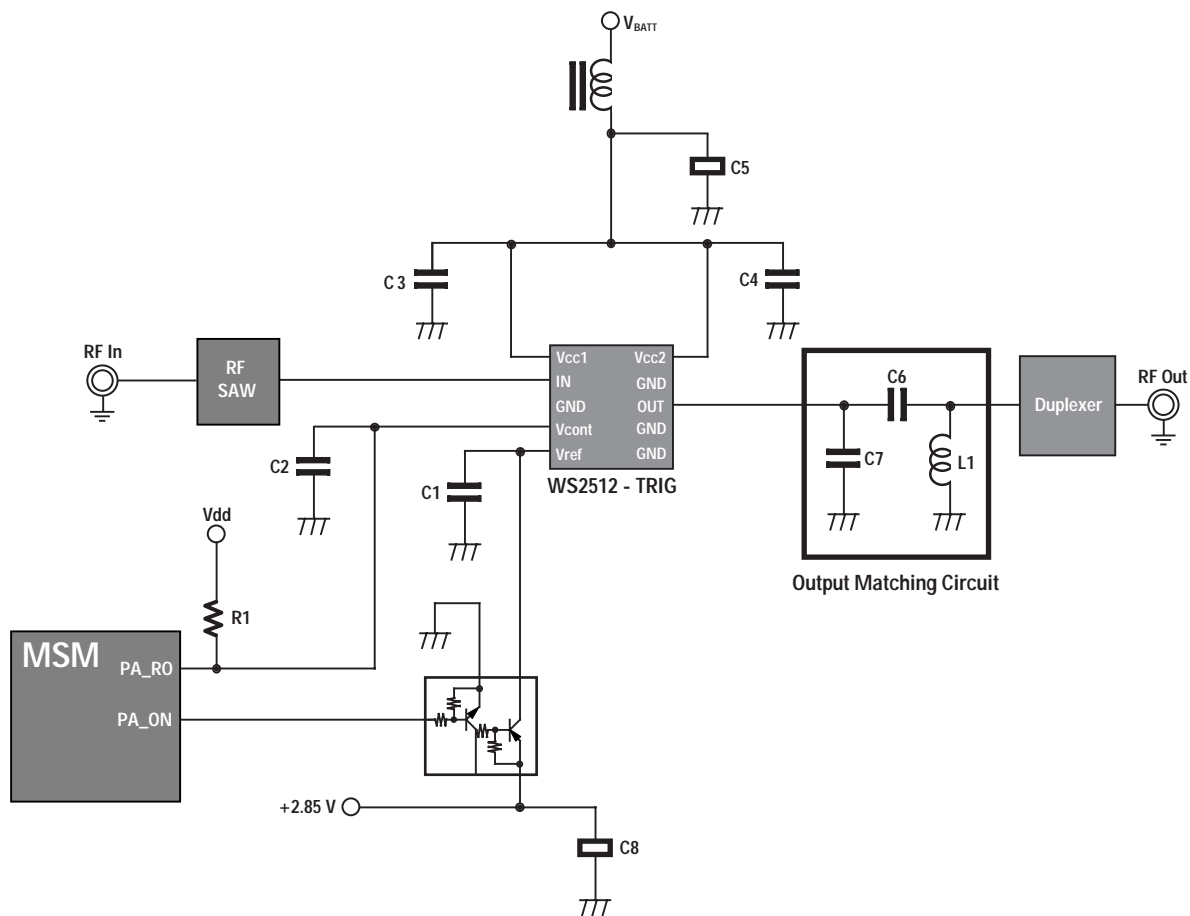 VBATT
C5
C 3
C4
RF In
RF
SAW
Vcc1
IN
GND
Vcont
Vref
Vcc2
GND
OUT
GND
GND
WS2512 - TRIG
C6
C7
L1
Output Matching Circuit
Duplexer
RF Out
C2
C1
Vdd
R1
MSM
PA_R0
PA_ON
+2.85 V
C8